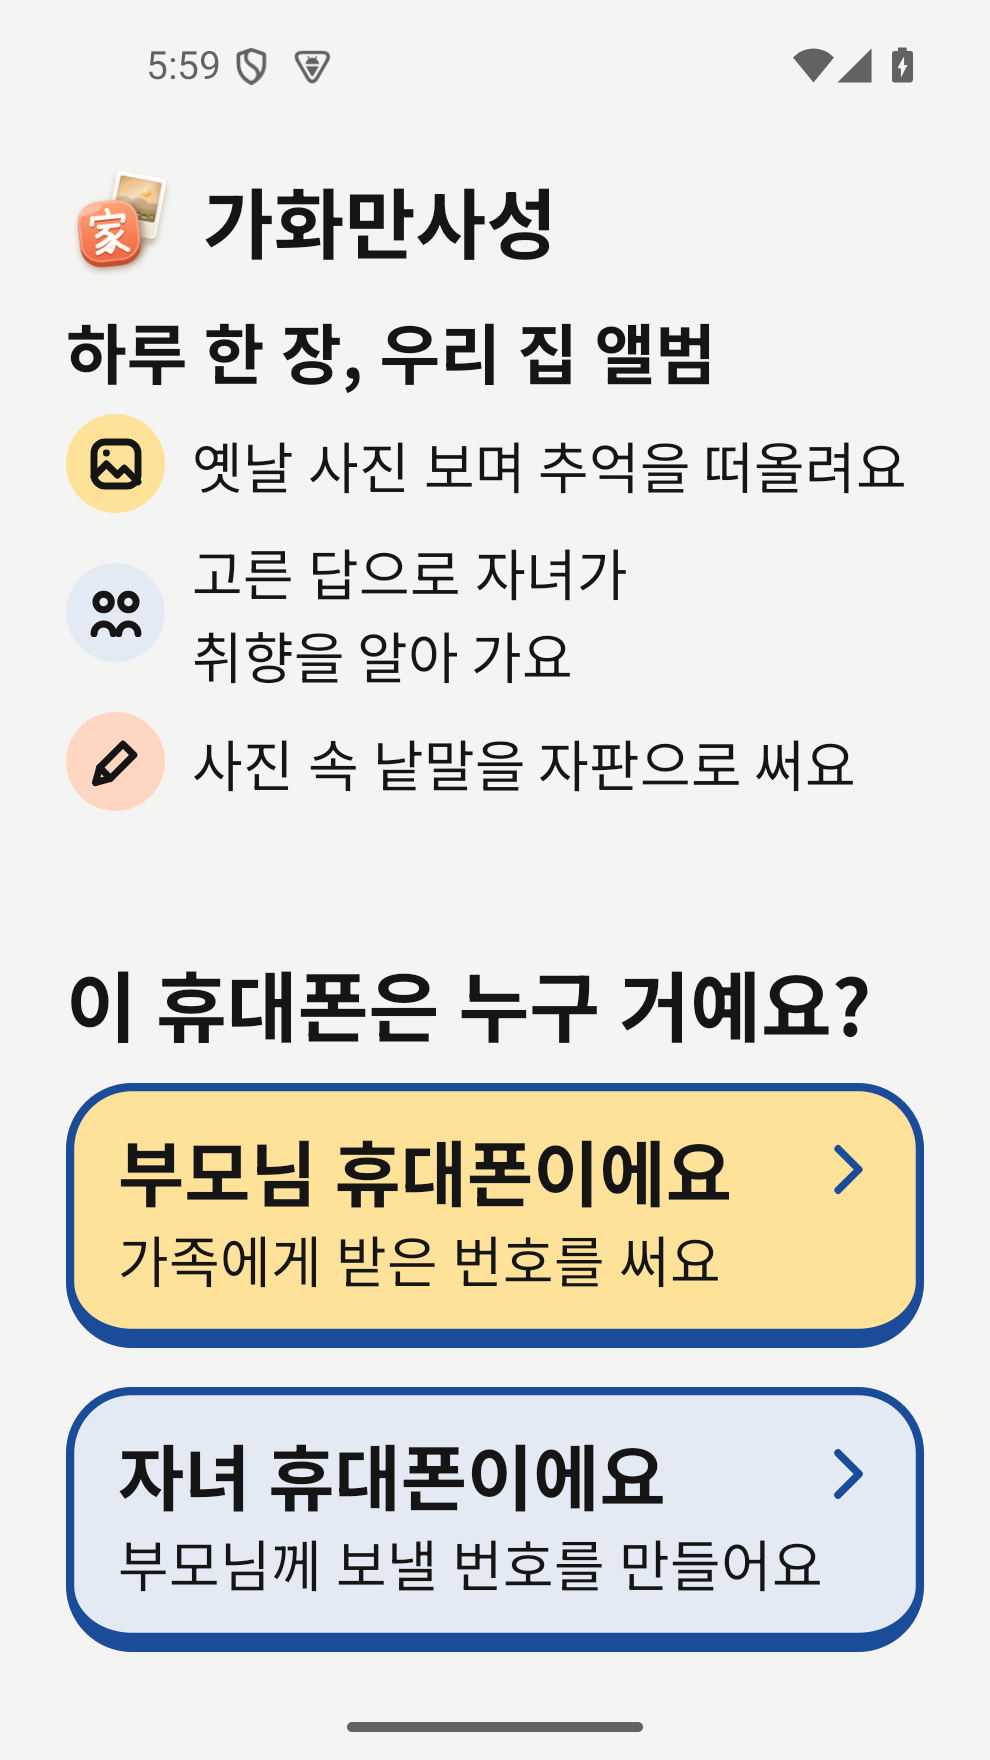 5:59
家
가화만사성
하루 한 장, 우리 집 앨범
옛날 사진 보며 추억을 떠올려요
고른 답으로 자녀가
취향을 알아 가요
사진 속 낱말을 자판으로 써요
이 휴대폰은 누구 거예요?
부모님 휴대폰이에요
가족에게 받은 번호를 써요
자녀 휴대폰이에요
부모님께 보낼 번호를 만들어요